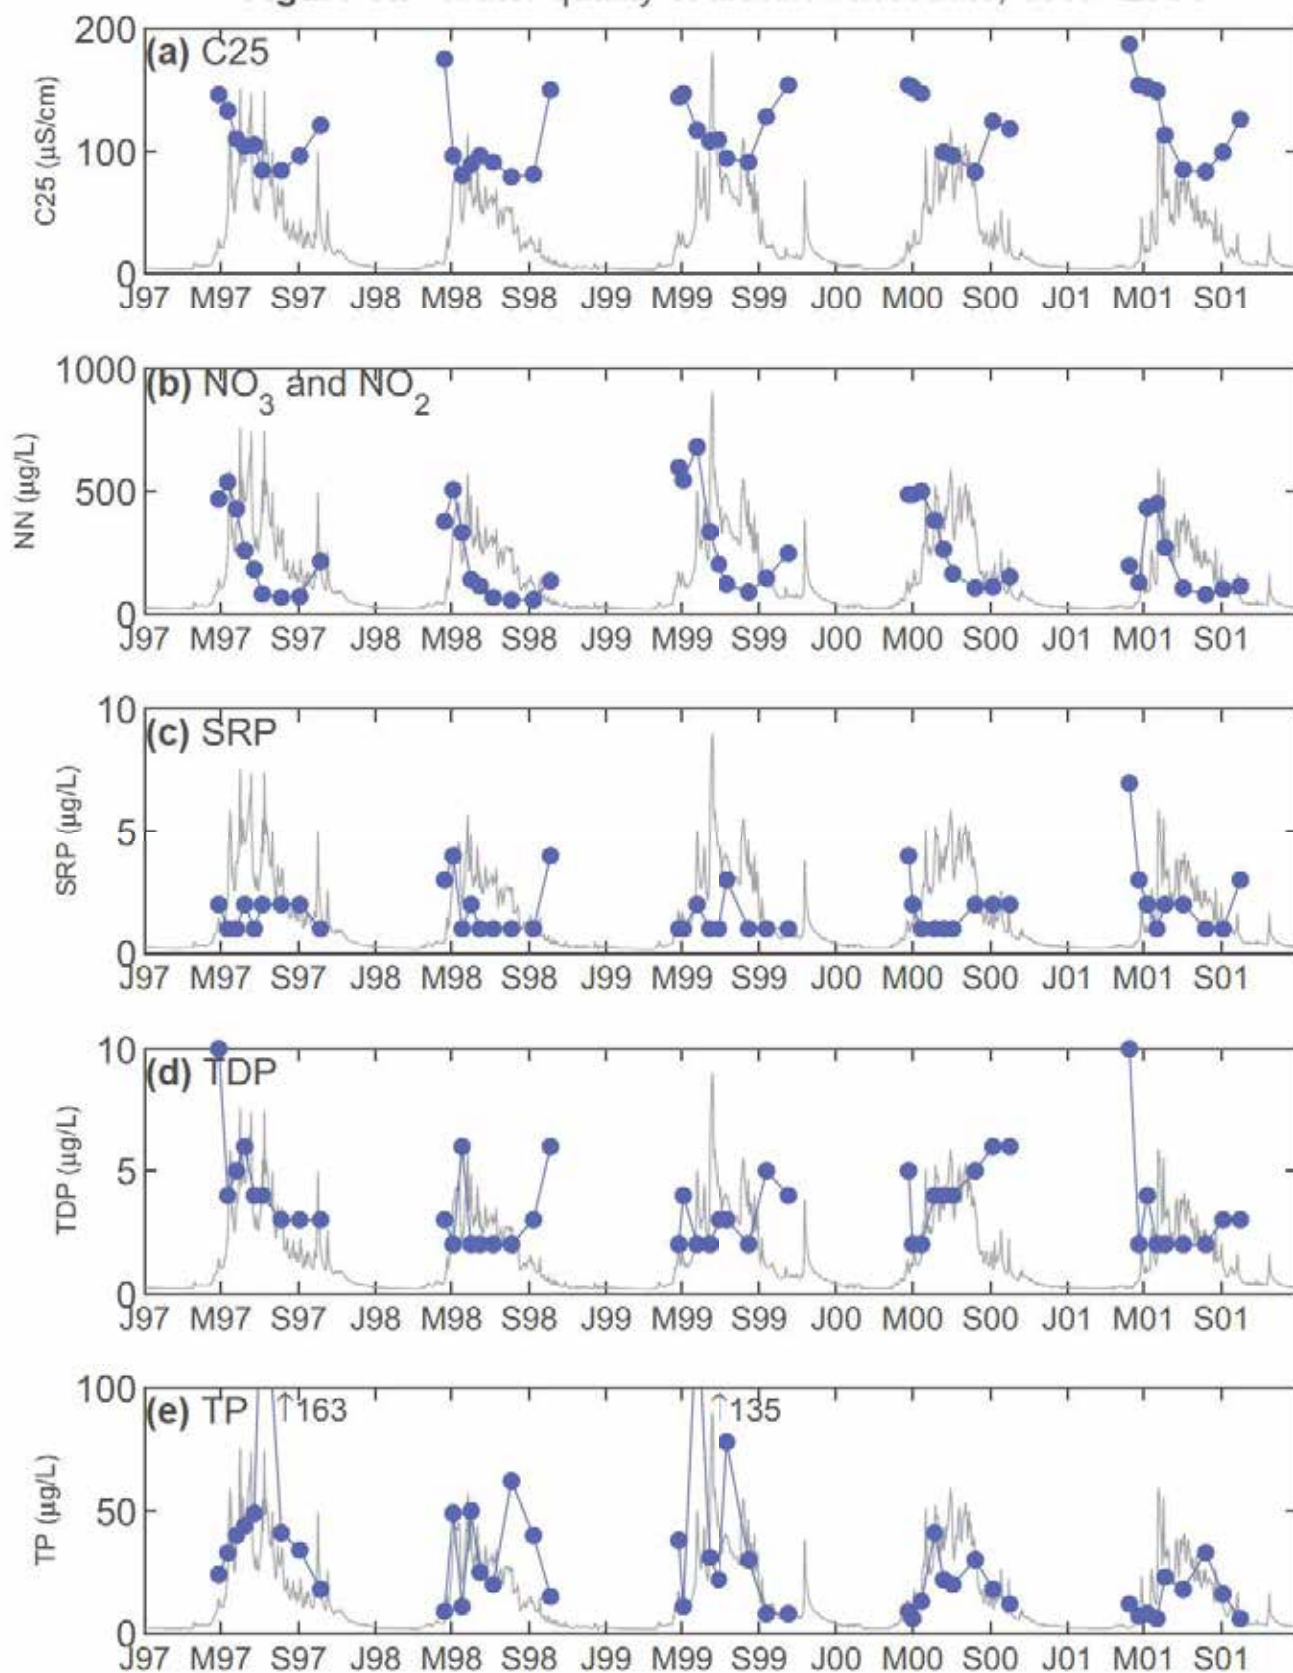 200
(a) C25
100
0
C25 (µS/cm)
J97 M97 S97 J98 M98 S98 J99 M99 S99 J00 M00 S00 J01 M01 S01
1000
(b) NO3 and NO2
500
0
NN (µg/L)
J97 M97 S97 J98 M98 S98 J99 M99 S99 J00 M00 S00 J01 M01 S01
10
(c) SRP
5
0
SRP (µg/L)
J97 M97 S97 J98 M98 S98 J99 M99 S99 J00 M00 S00 J01 M01 S01
10
(d) TDP
5
0
TDP (µg/L)
J97 M97 S97 J98 M98 S98 J99 M99 S99 J00 M00 S00 J01 M01 S01
100
(e) TP ↑163 ↑135
50
0
TP (µg/L)
J97 M97 S97 J98 M98 S98 J99 M99 S99 J00 M00 S00 J01 M01 S01